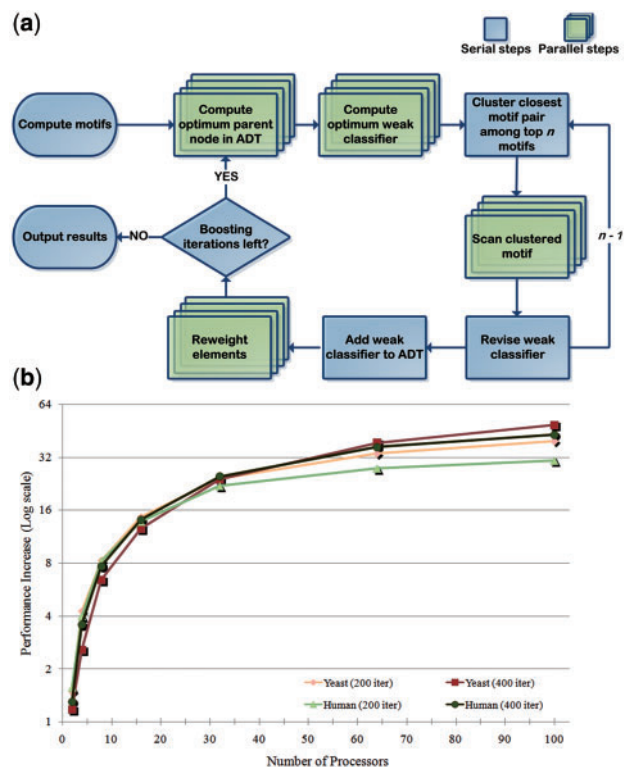 (a)
Serial steps
Parallel steps
Compute motifs
Compute
optimum parent
node in ADT
Compute
optimum weak
classifier
Cluster closest
motif pair
among top n
motifs
YES
Output results
NO
Boosting
iterations left?
Scan clustered
motif
n - 1
Reweight
elements
Add weak
classifier to ADT
Revise weak
classifier
(b)
Performance Increase (Log scale)
64
32
16
8
4
2
1
Yeast (200 iter)
Yeast (400 iter)
Human (200 iter)
Human (400 iter)
0
10
20
30
40
50
60
70
80
90
100
Number of Processors